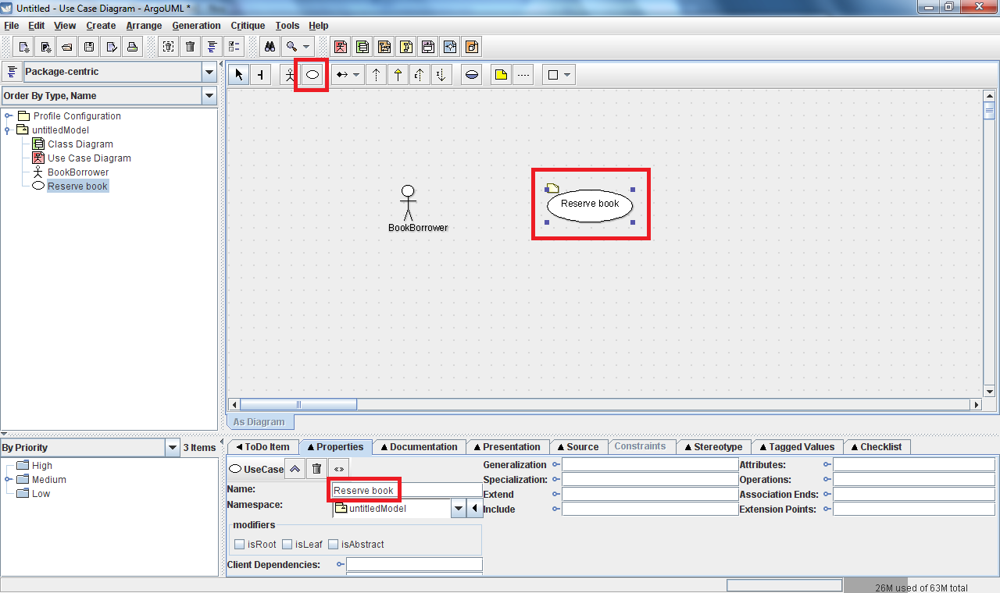 Untitled - Use Case Diagram - ArgoUML *
File Edit View Create Arrange Generation Critique Tools Help
Package-centric
Order By Type, Name
Profile Configuration
untitledModel
Class Diagram
Use Case Diagram
BookBorrower
Reserve book
Reserve book
BookBorrower
As Diagram
By Priority 3 Items
High
Medium
Low
ToDo Item Properties Documentation Presentation Source Constraints Stereotype Tagged Values Checklist
UseCase «»
Name: Reserve book
Namespace: untitledModel
modifiers
isRoot isLeaf isAbstract
Client Dependencies:
Generalization
Specialization:
Extend
Include
Attributes:
Operations:
Association Ends:
Extension Points:
26M used of 63M total